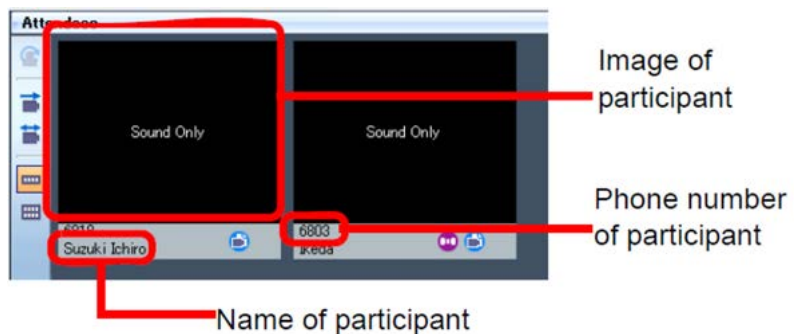 Attendees
Image of
participant
Sound Only
Sound Only
Phone number
of participant
6803
Suzuki Ichiro
Ikeda
Name of participant